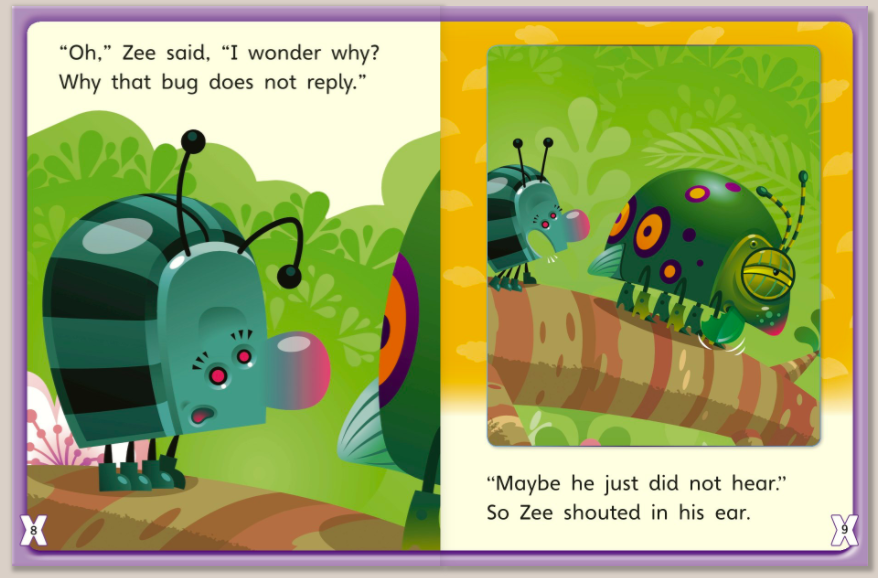 “Oh,” Zee said, “I wonder why?
Why that bug does not reply.”
8
“Maybe he just did not hear.”
So Zee shouted in his ear.
9